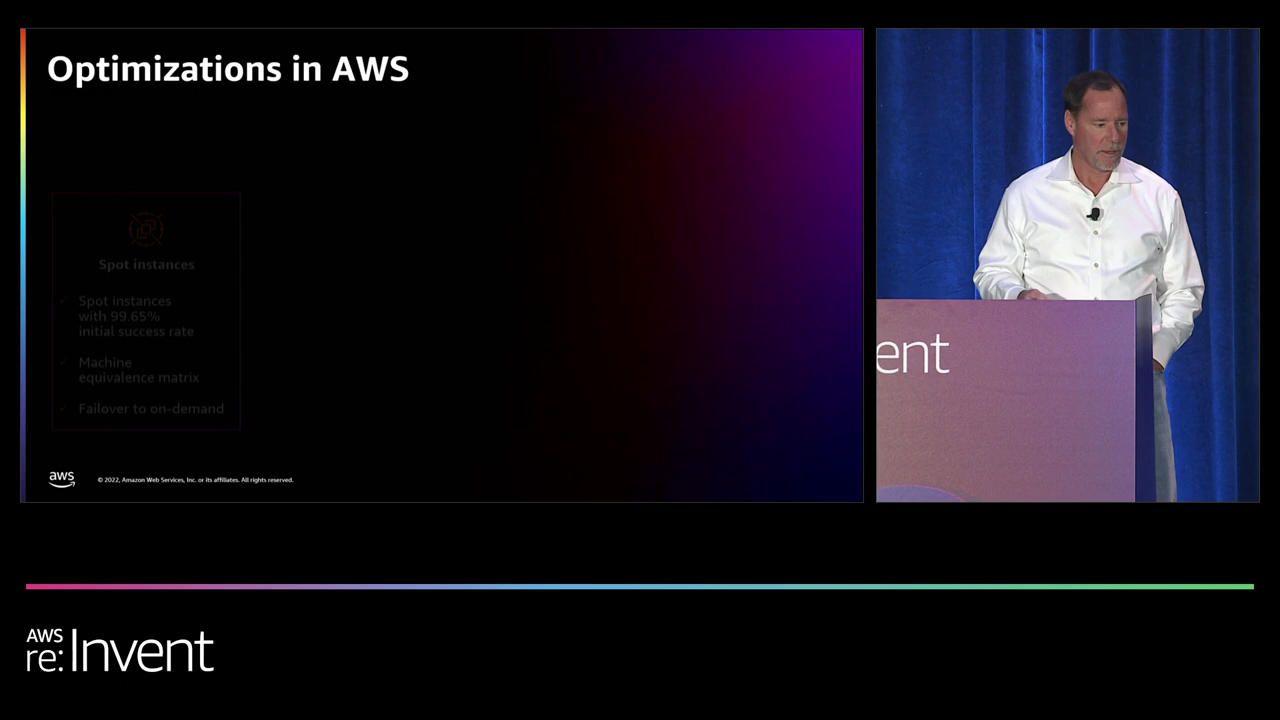 Optimizations in AWS
Spot instances
✓ Spot instances
with 99.65%
initial success rate
✓ Machine
equivalence matrix
✓ Failover to on-demand
aws
© 2022, Amazon Web Services, Inc. or its affiliates. All rights reserved.
ent
AWS
re:Invent